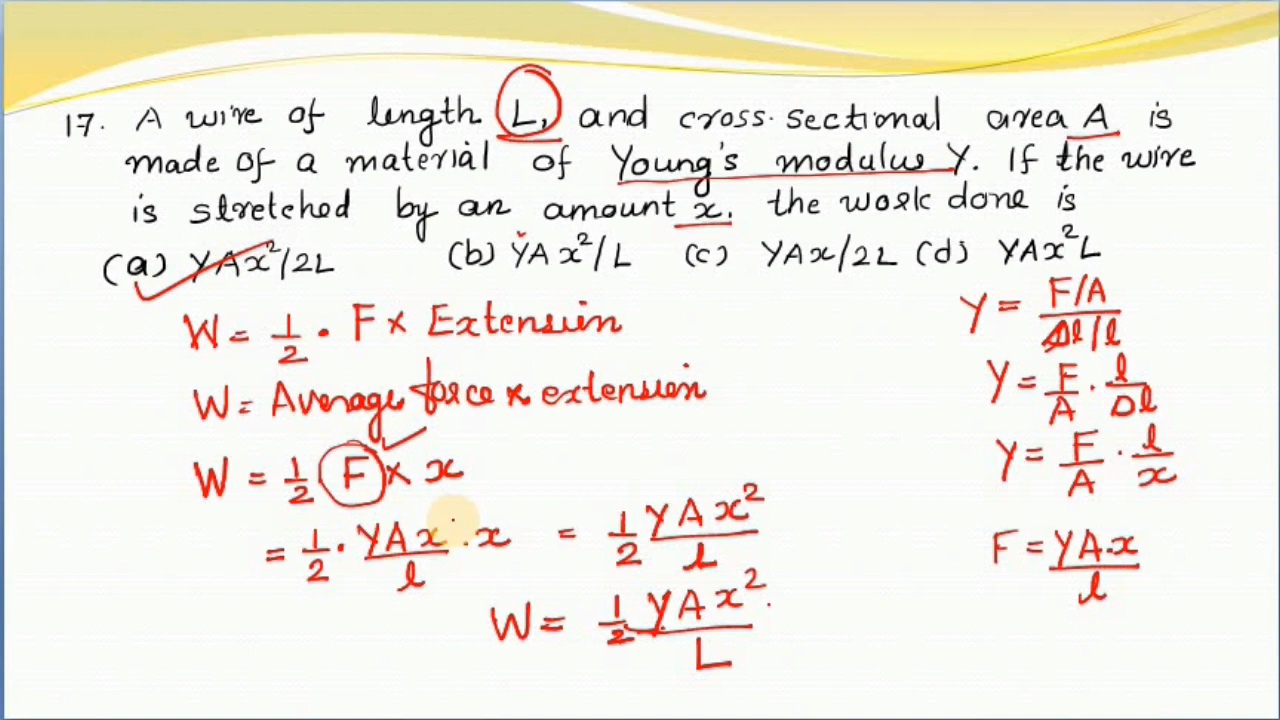 17. A wire of length L, and cross-sectional area A is
made of a material of Young's modulus Y. If the wire
is stretched by an amount x, the work done is
(a) YAx²/2L (b) YAx²/L (c) YAx/2L (d) YAx²L
W = 1/2 · F × Extension
W = Average force × extension
W = 1/2 F × x
= 1/2 · YAx/l · x = 1/2 YAx²/l
W = 1/2 YAx²/L
Y = F/A / Δl/l
Y = F/A · l/Δl
Y = F/A · l/x
F = YA·x/l